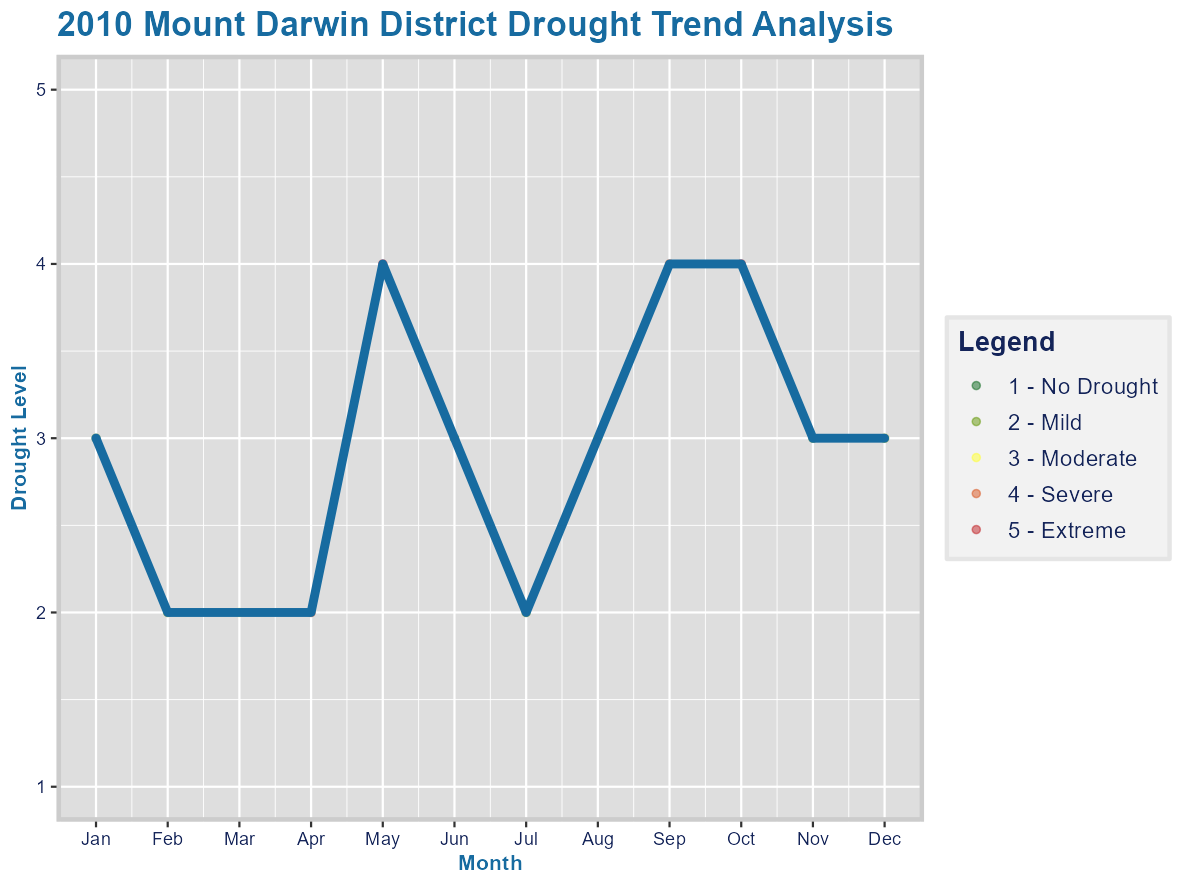 2010 Mount Darwin District Drought Trend Analysis
5
4
3
2
1
Drought Level
Jan Feb Mar Apr May Jun Jul Aug Sep Oct Nov Dec
Month
Legend
1 - No Drought
2 - Mild
3 - Moderate
4 - Severe
5 - Extreme